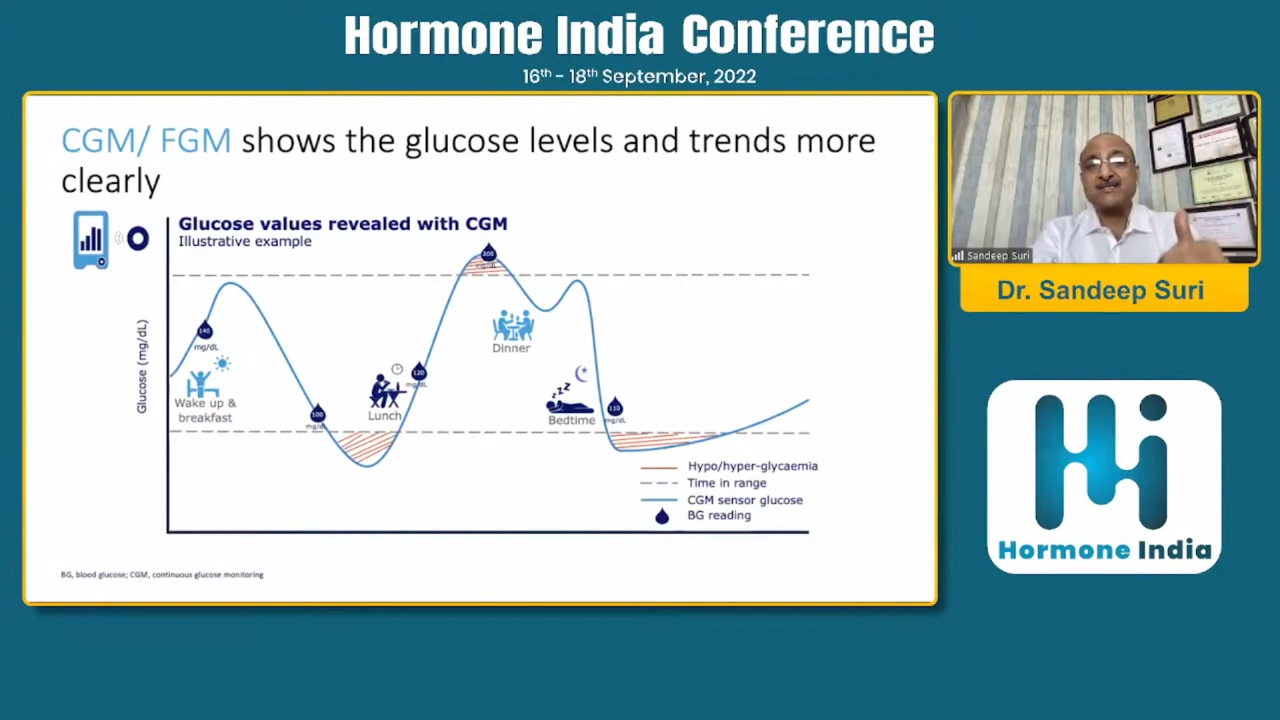 Hormone India Conference
16th - 18th September, 2022
CGM/ FGM shows the glucose levels and trends more
clearly
Glucose values revealed with CGM
Illustrative example
Glucose (mg/dL)
140
mg/dL
Wake up &
breakfast
100
mg/dL
Lunch
120
mg/dL
200
mg/dL
Dinner
zzz
Bedtime
110
mg/dL
Hypo/hyper-glycaemia
Time in range
CGM sensor glucose
BG reading
BG, blood glucose; CGM, continuous glucose monitoring
Sandeep Suri
Dr. Sandeep Suri
Hormone India